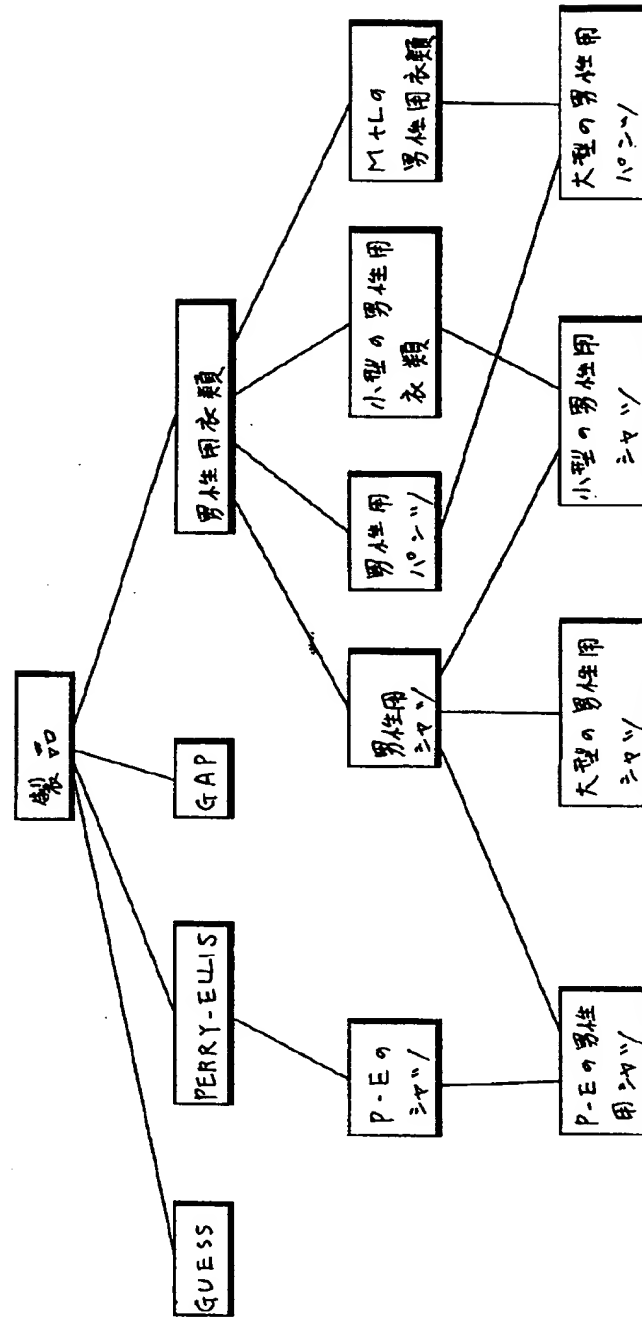 製品
GUESS
PERRY-ELLIS
GAP
男性用衣類
P-Eの
シャツ
男性用
シャツ
男性用
パンツ
小型の男性用
衣類
M+Lの
男性用衣類
P-Eの男性
用シャツ
大型の男性用
シャツ
小型の男性用
シャツ
大型の男性用
パンツ